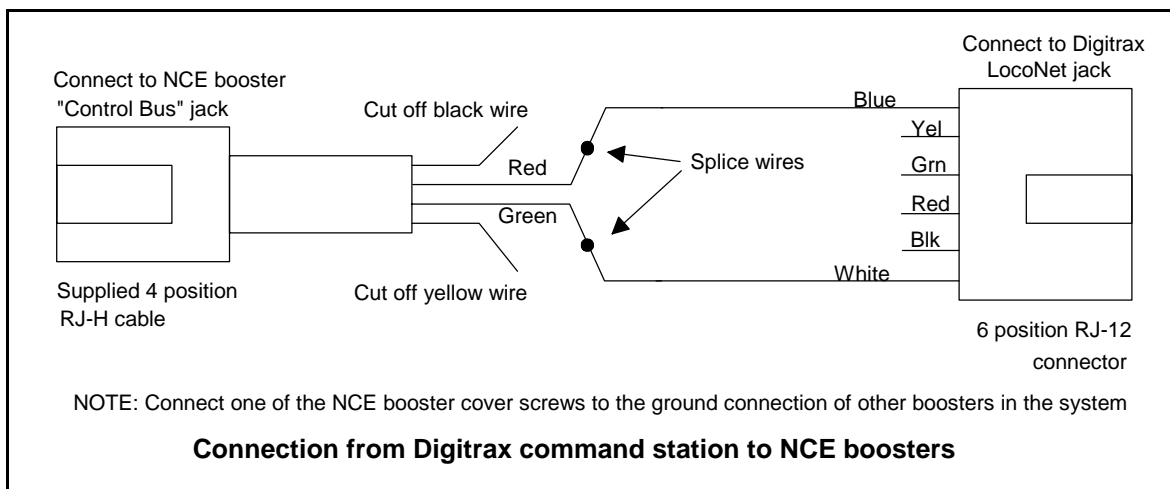 Connect to NCE booster
"Control Bus" jack
Cut off black wire
Red
Green
Cut off yellow wire
Supplied 4 position
RJ-H cable
Splice wires
Connect to Digitrax
LocoNet jack
Blue
Yel
Grn
Red
Blk
White
6 position RJ-12
connector
NOTE: Connect one of the NCE booster cover screws to the ground connection of other boosters in the system
Connection from Digitrax command station to NCE boosters